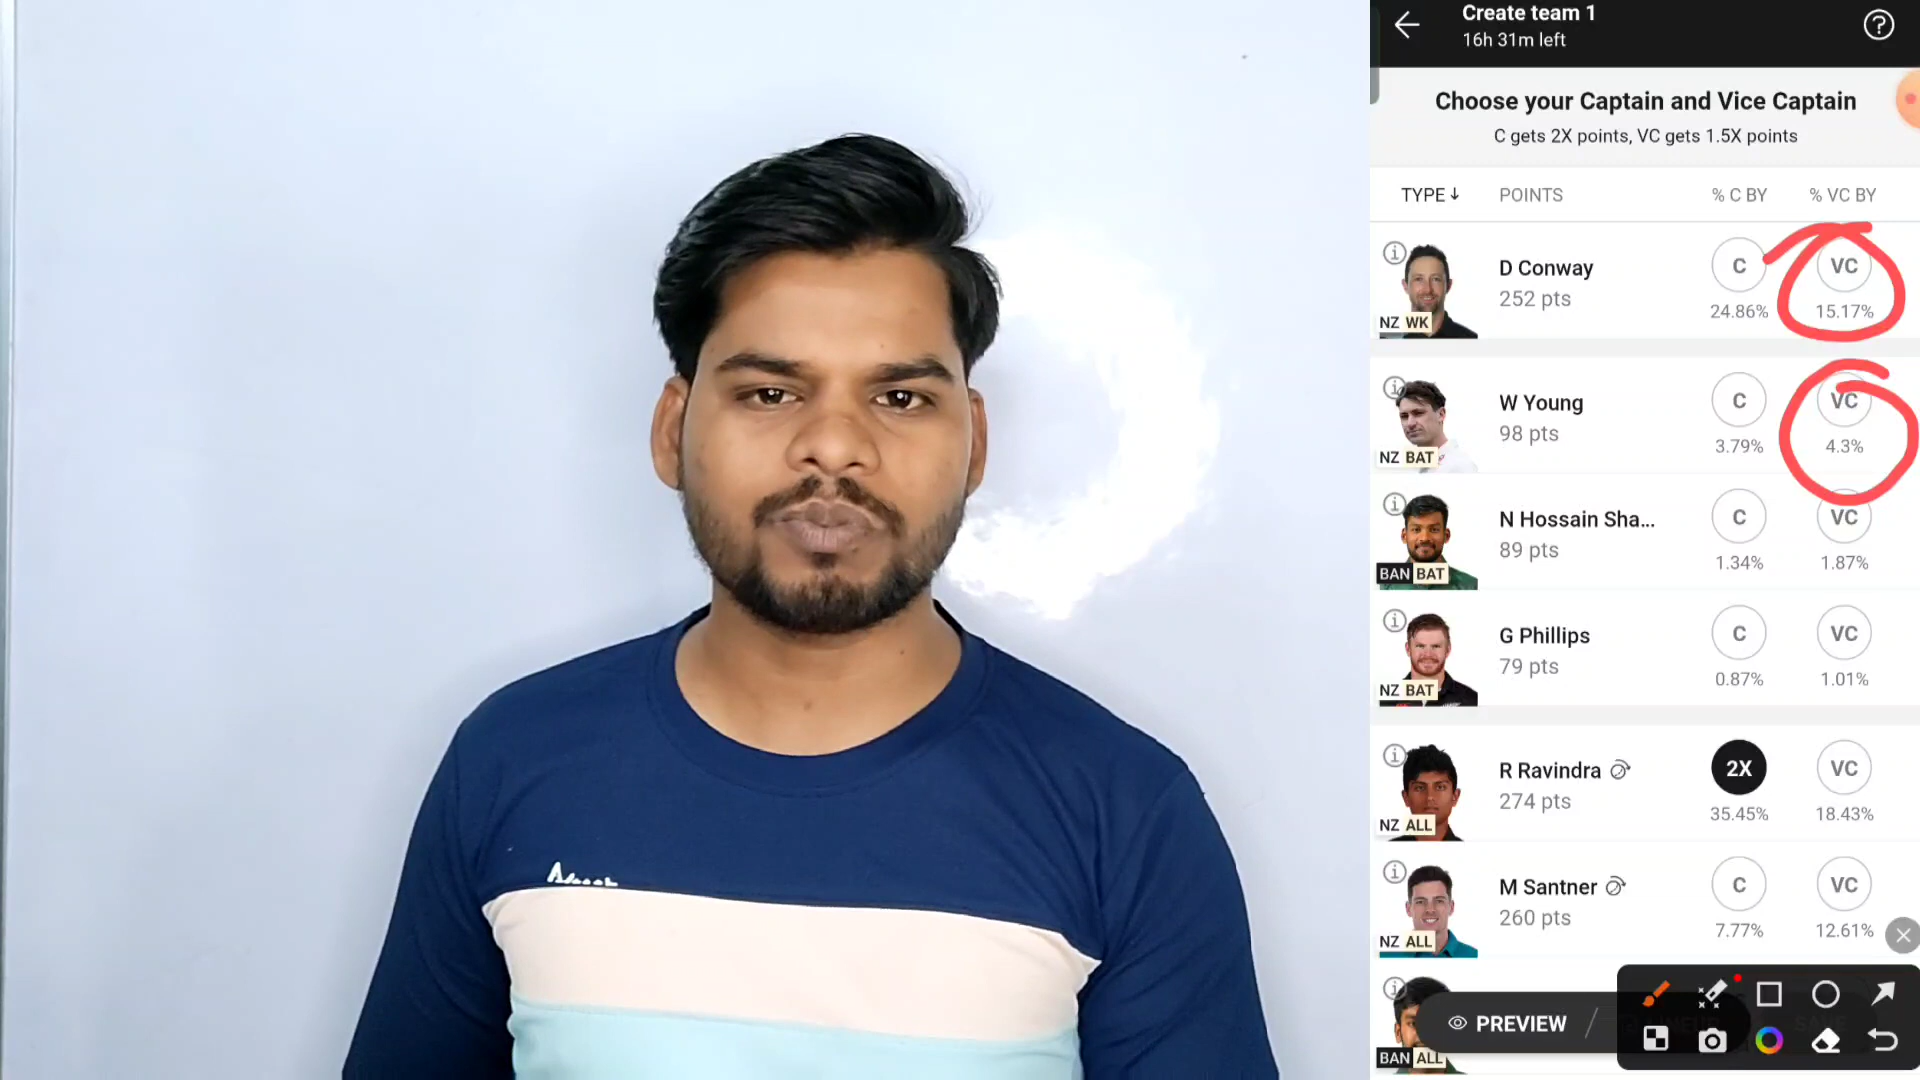 Create team 1
16h 31m left
Choose your Captain and Vice Captain
C gets 2X points, VC gets 1.5X points
TYPE POINTS % C BY % VC BY
D Conway
252 pts
NZ WK
C
24.86%
VC
15.17%
W Young
98 pts
NZ BAT
C
3.79%
VC
4.3%
N Hossain Sha...
89 pts
BAN BAT
C
1.34%
VC
1.87%
G Phillips
79 pts
NZ BAT
C
0.87%
VC
1.01%
R Ravindra
274 pts
NZ ALL
2X
35.45%
VC
18.43%
M Santner
260 pts
NZ ALL
C
7.77%
VC
12.61%
BAN ALL
PREVIEW